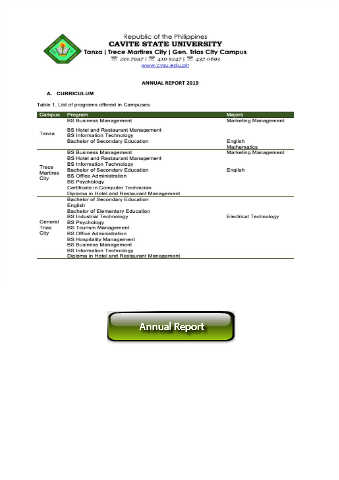 Republic of the Philippines
CAVITE STATE UNIVERSITY
Tanza | Trece Martires City | Gen. Trias City Campus
www.cvsu.edu.ph
ANNUAL REPORT 2019
A. CURRICULUM
Table 1. List of programs offered in Campuses.
Campus Program Majors
Tanza
BS Business Management Marketing Management
BS Hotel and Restaurant Management
BS Information Technology
Bachelor of Secondary Education English
Mathematics
Trece Martires City
BS Business Management Marketing Management
BS Hotel and Restaurant Management
BS Information Technology
Bachelor of Secondary Education English
BS Office Administration
BS Psychology
Certificate in Computer Technician
Diploma in Hotel and Restaurant Management
General Trias City
Bachelor of Secondary Education
English
Bachelor of Elementary Education
BS Industrial Technology Electrical Technology
BS Psychology
BS Tourism Management
BS Office Administration
BS Hospitality Management
BS Business Management
BS Information Technology
Diploma in Hotel and Restaurant Management
Annual Report